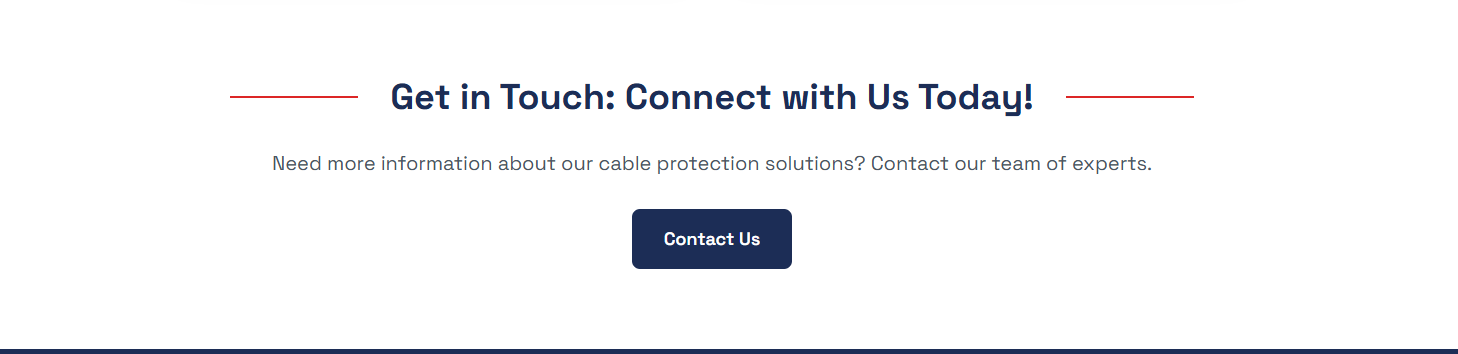 Get in Touch: Connect with Us Today!
Need more information about our cable protection solutions? Contact our team of experts.
Contact Us